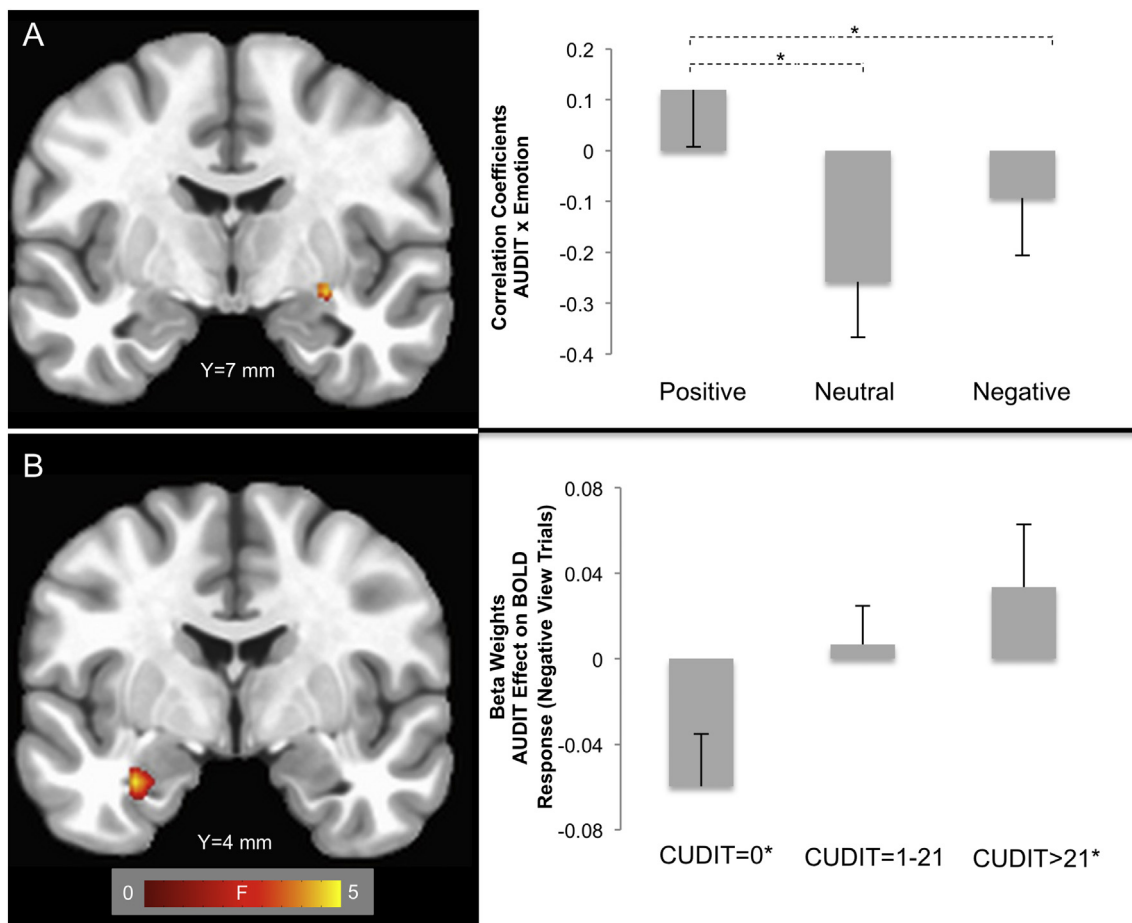 A
Y=7 mm
Correlation Coefficients
AUDIT x Emotion
0.2
0.1
0
-0.1
-0.2
-0.3
-0.4
*
*
Positive Neutral Negative
B
Y=4 mm
0 F 5
Beta Weights
AUDIT Effect on BOLD
Response (Negative View Trials)
0.08
0.04
0
-0.04
-0.08
CUDIT=0* CUDIT=1-21 CUDIT>21*